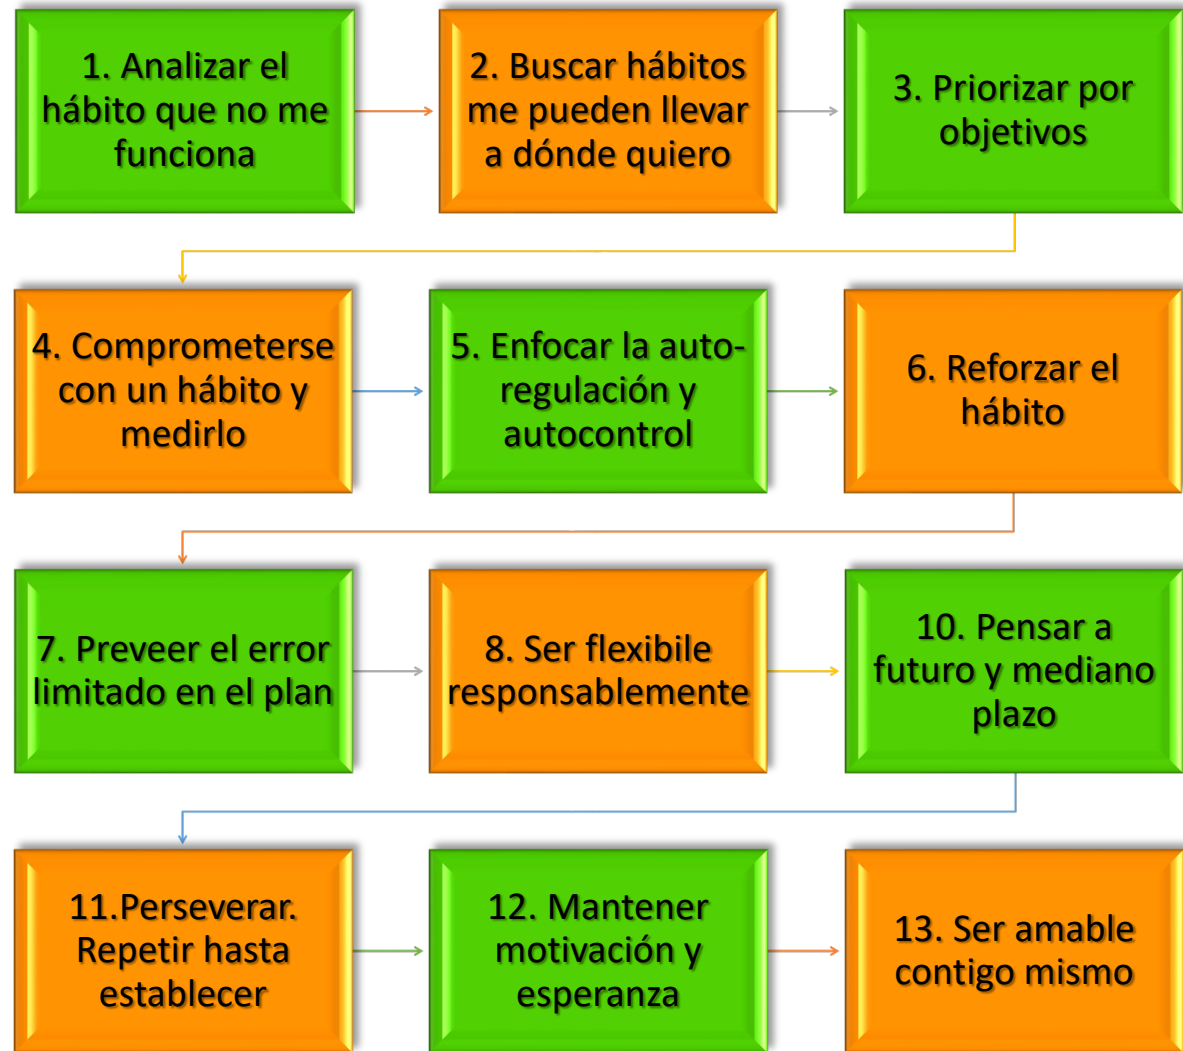 1. Analizar el
hábito que no me
funciona
2. Buscar hábitos
me pueden llevar
a dónde quiero
3. Priorizar por
objetivos
4. Comprometerse
con un hábito y
medirlo
5. Enfocar la auto-
regulación y
autocontrol
6. Reforzar el
hábito
7. Preveer el error
limitado en el plan
8. Ser flexibile
responsablemente
10. Pensar a
futuro y mediano
plazo
11.Perseverar.
Repetir hasta
establecer
12. Mantener
motivación y
esperanza
13. Ser amable
contigo mismo